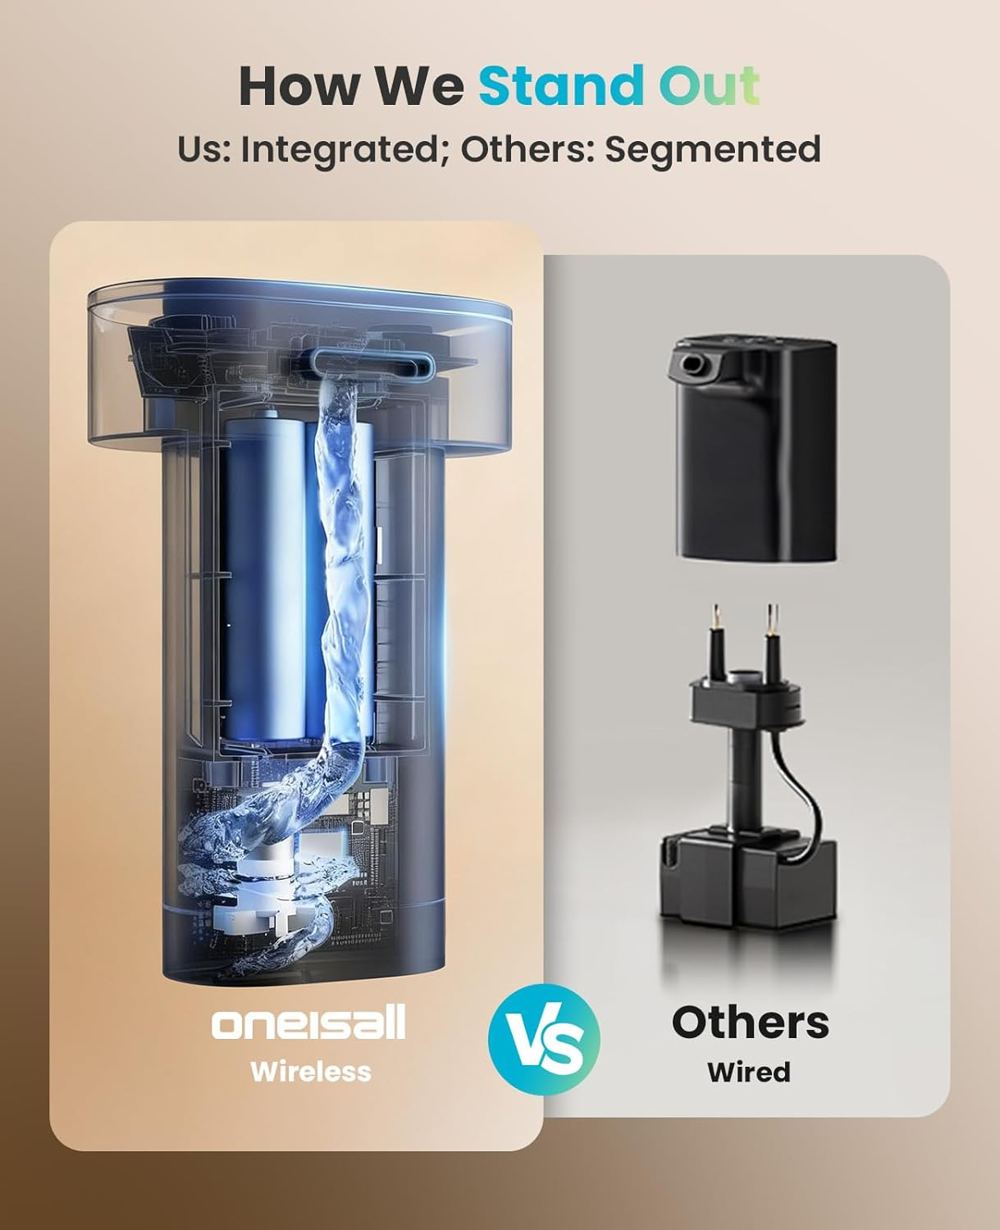 How We Stand Out
Us: Integrated; Others: Segmented
oneisall
Wireless
VS
Others
Wired